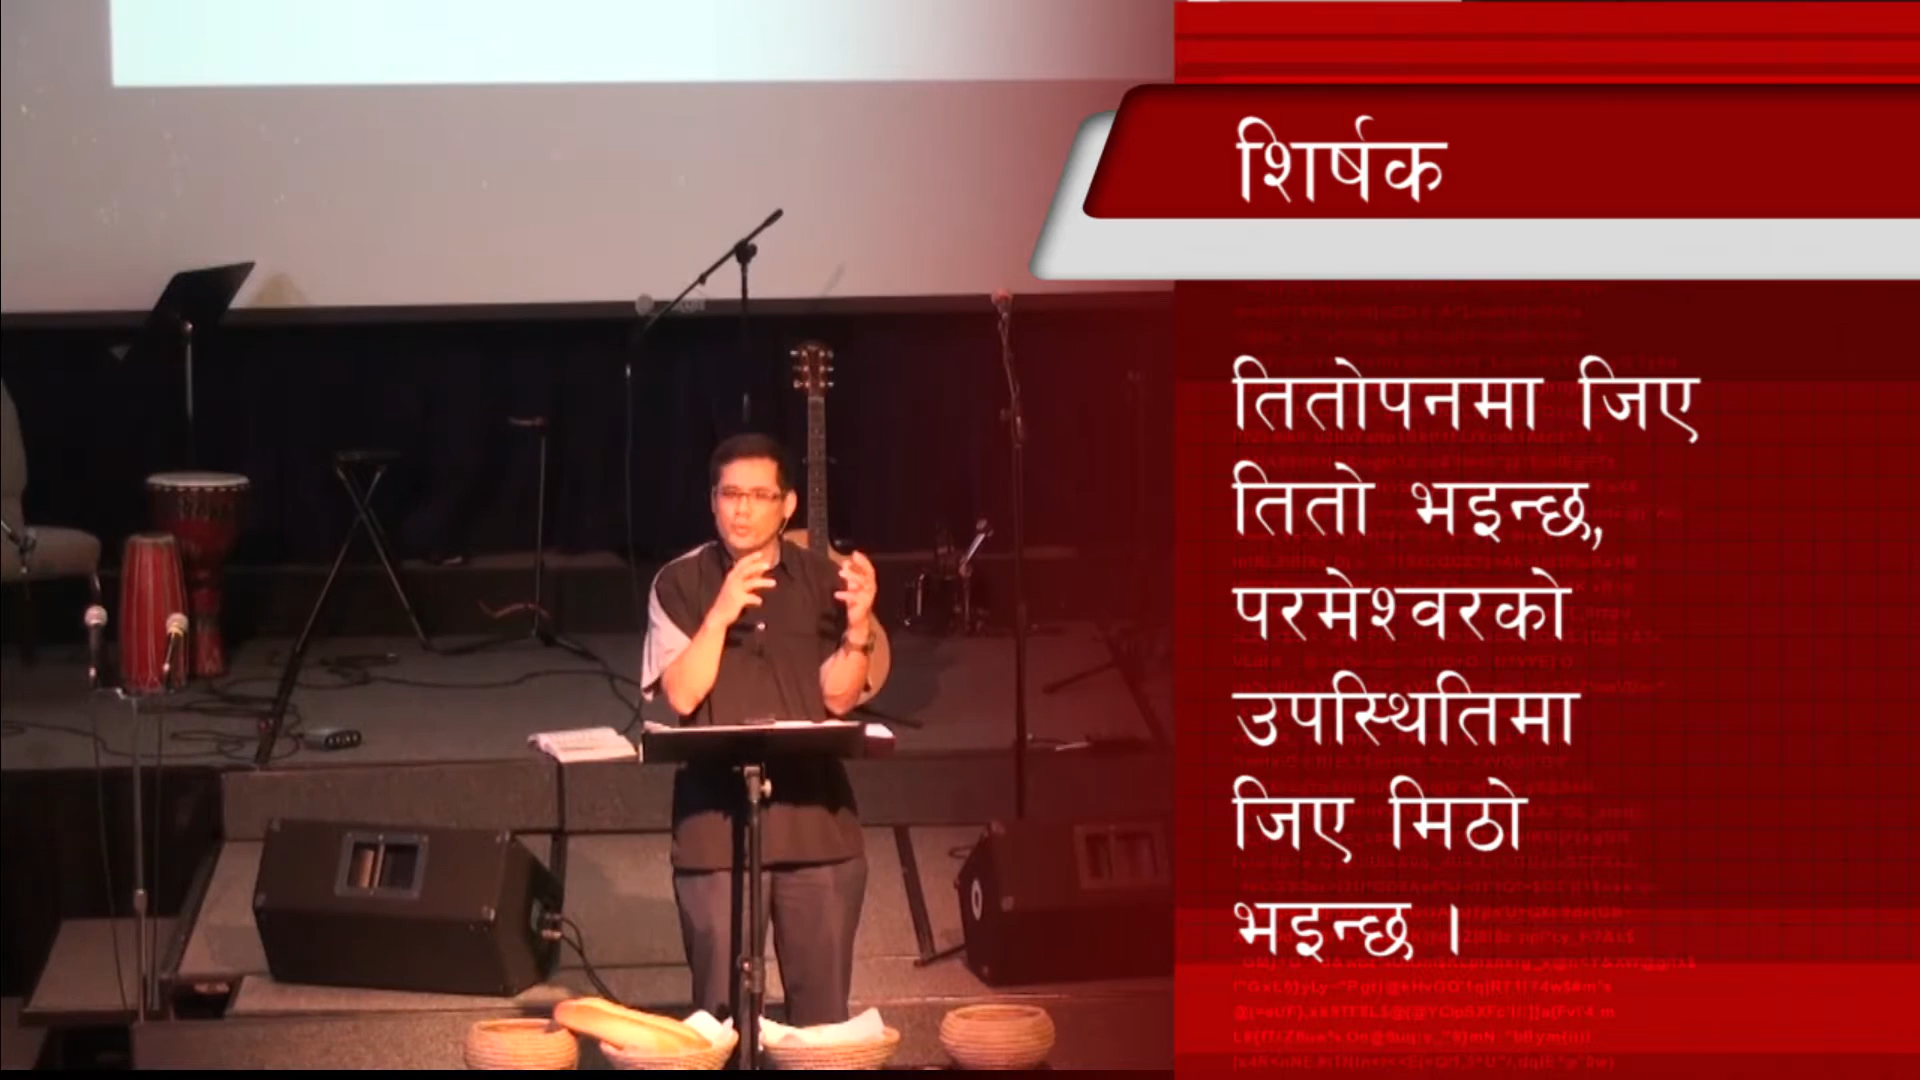 शिर्षक
तितोपनमा जिए
तितो भइन्छ,
परमेश्वरको
उपस्थितिमा
जिए मिठो
भइन्छ ।